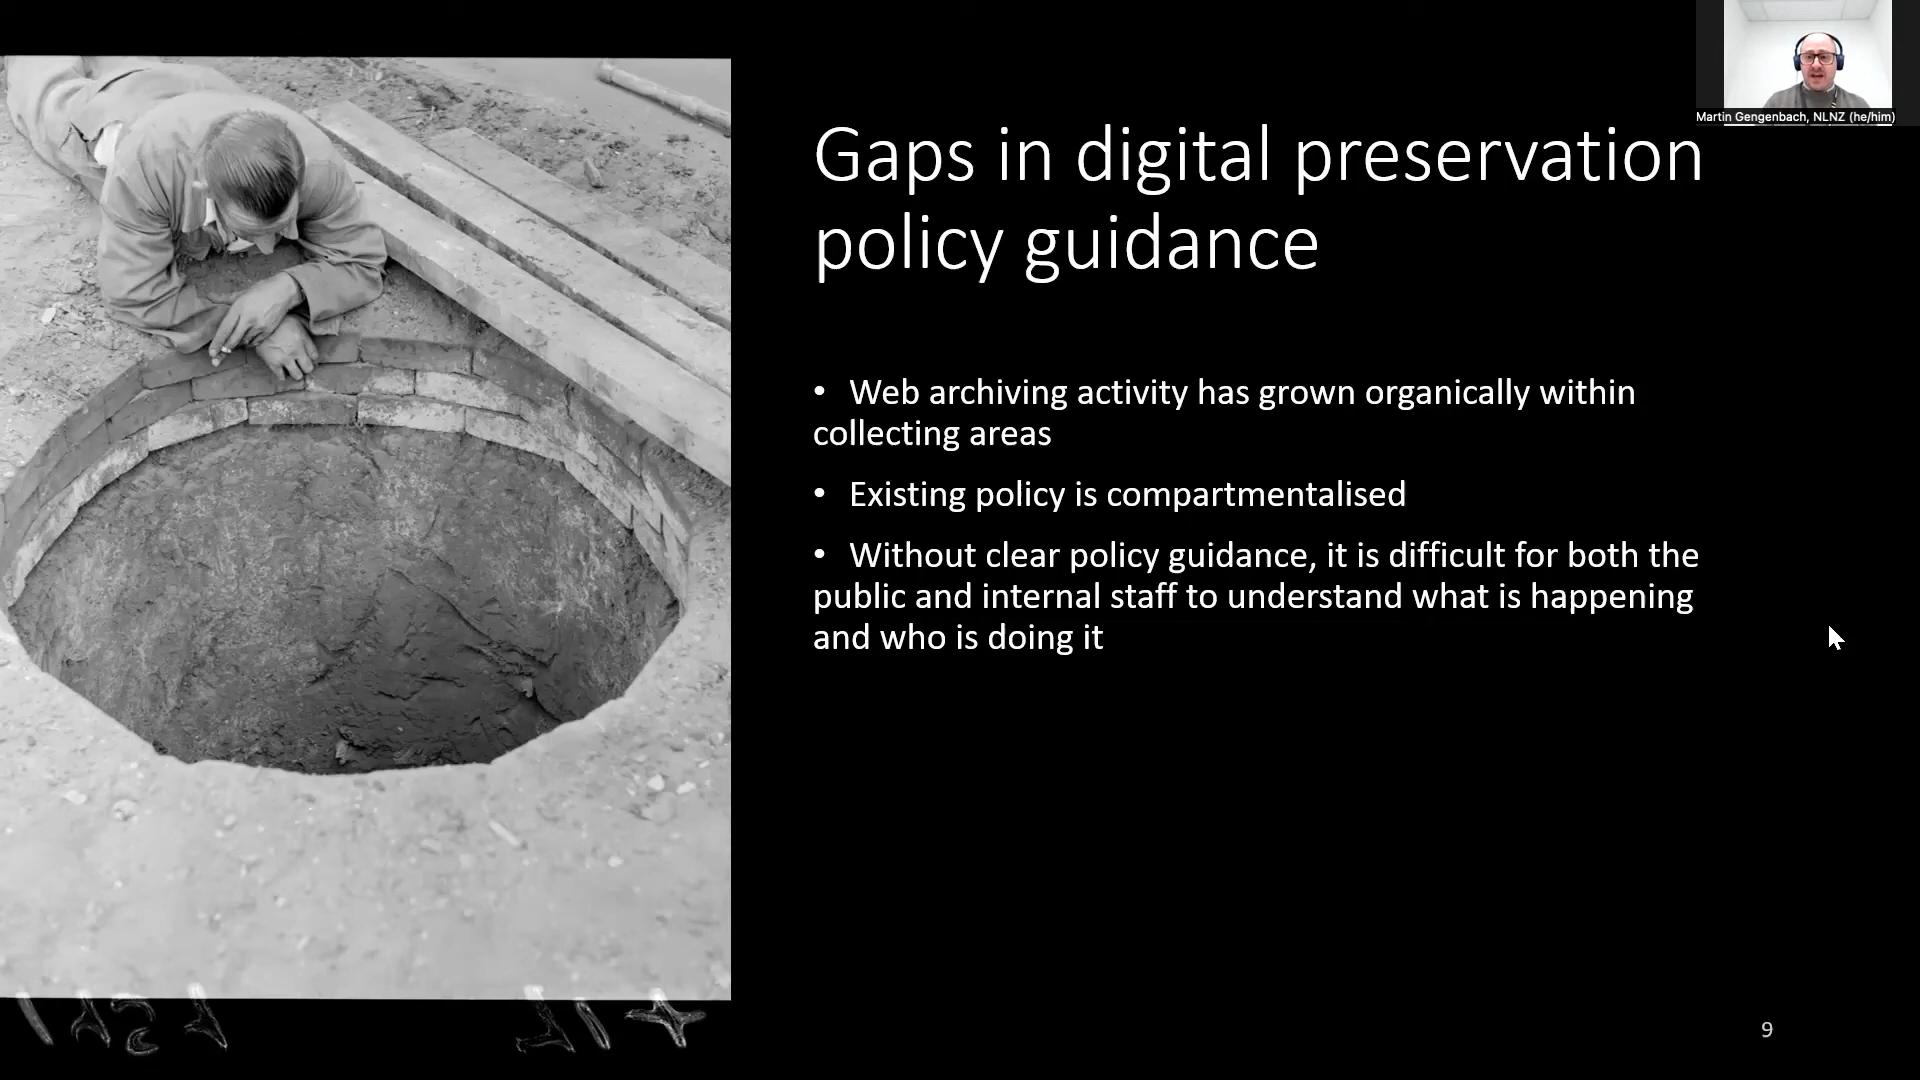 Martin Gengenbach, NLNZ (he/him)
Gaps in digital preservation
policy guidance
• Web archiving activity has grown organically within
collecting areas
• Existing policy is compartmentalised
• Without clear policy guidance, it is difficult for both the
public and internal staff to understand what is happening
and who is doing it
9